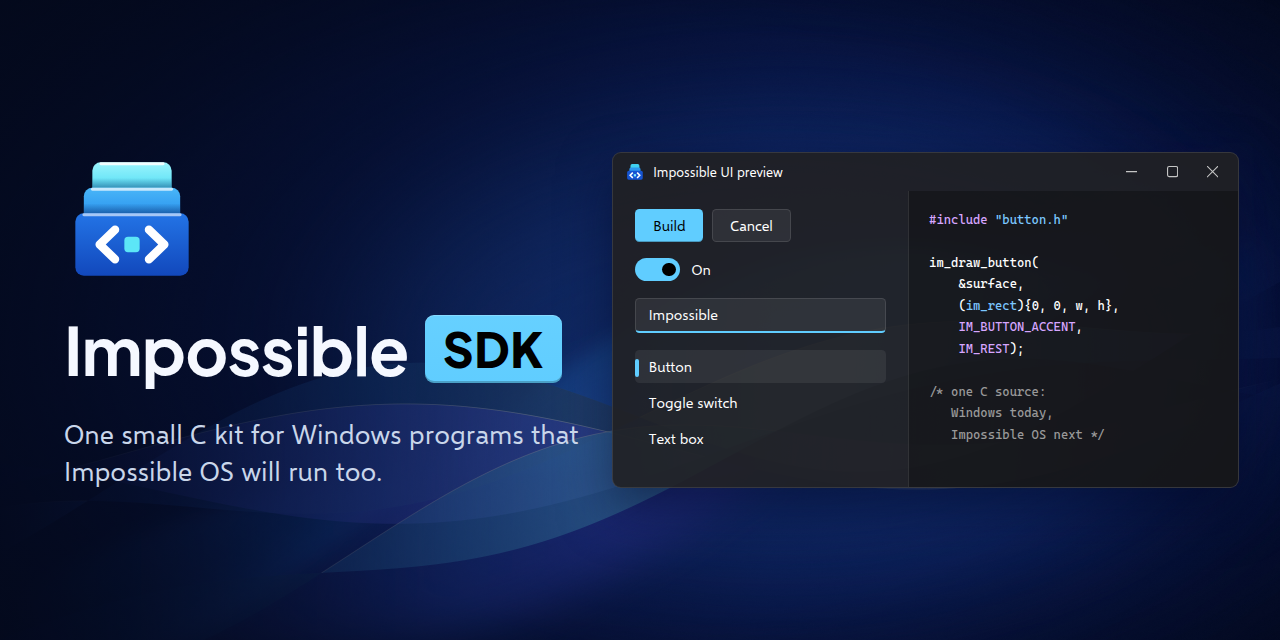 Impossible SDK
One small C kit for Windows programs that
Impossible OS will run too.
Impossible UI preview
Build
Cancel
On
Impossible
Button
Toggle switch
Text box
#include "button.h"
im_draw_button(
    &surface,
    (im_rect){0, 0, w, h},
    IM_BUTTON_ACCENT,
    IM_REST);
/* one C source:
   Windows today,
   Impossible OS next */